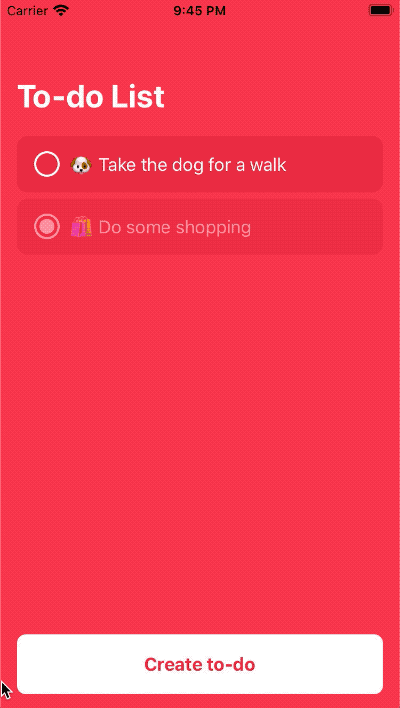 Carrier 9:45 PM
To-do List
🐶 Take the dog for a walk
🛍️ Do some shopping
Create to-do